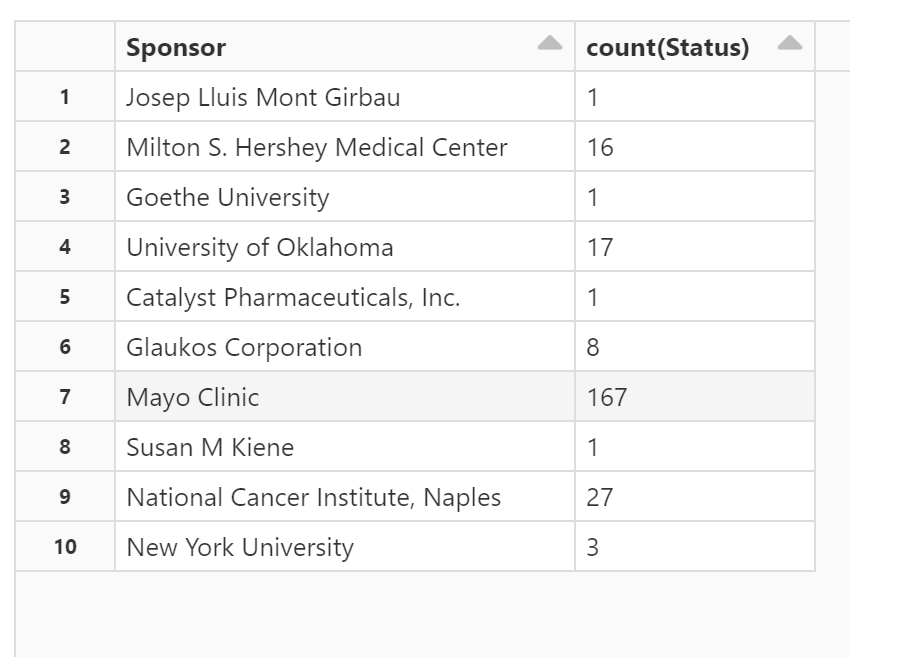 Sponsor count(Status)
1 Josep Lluis Mont Girbau 1
2 Milton S. Hershey Medical Center 16
3 Goethe University 1
4 University of Oklahoma 17
5 Catalyst Pharmaceuticals, Inc. 1
6 Glaukos Corporation 8
7 Mayo Clinic 167
8 Susan M Kiene 1
9 National Cancer Institute, Naples 27
10 New York University 3